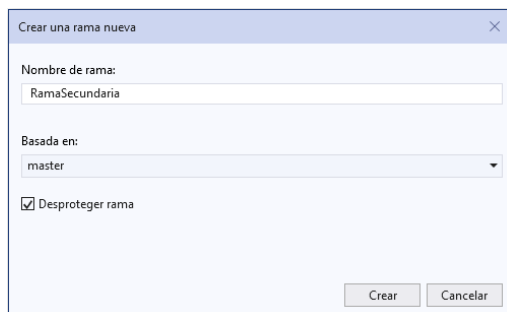 Crear una rama nueva
Nombre de rama:
RamaSecundaria
Basada en:
master
Desproteger rama
Crear Cancelar